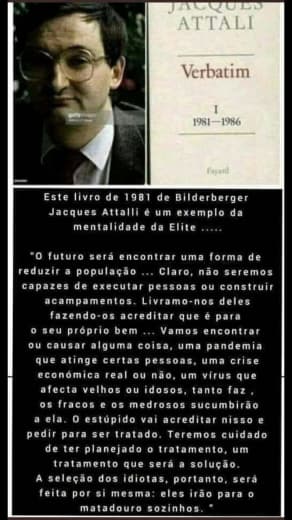 JACQUES
ATTALI
Verbatim
I
1981—1986
Fayard
gettyimages
Este livro de 1981 de Bilderberger
Jacques Attalli é um exemplo da
mentalidade da Elite .....
"O futuro será encontrar uma forma de
reduzir a população ... Claro, não seremos
capazes de executar pessoas ou construir
acampamentos. Livramo-nos deles
fazendo-os acreditar que é para
o seu próprio bem ... Vamos encontrar
ou causar alguma coisa, uma pandemia
que atinge certas pessoas, uma crise
económica real ou não, um vírus que
afecta velhos ou idosos, tanto faz ,
os fracos e os medrosos sucumbirão
a ela. O estúpido vai acreditar nisso e
pedir para ser tratado. Teremos cuidado
de ter planejado o tratamento, um
tratamento que será a solução.
A seleção dos idiotas, portanto, será
feita por si mesma: eles irão para o
matadouro sozinhos. "